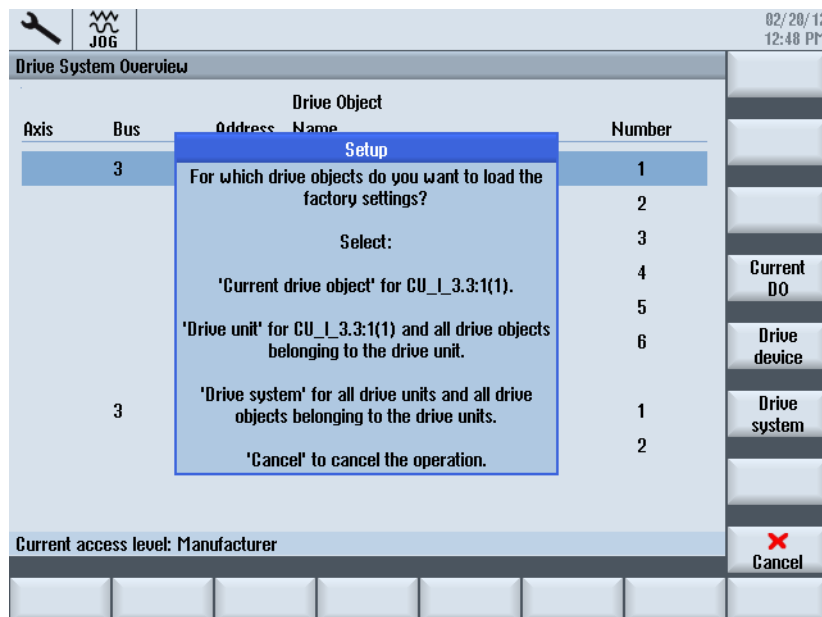 02/20/1
JOG
12:48 PM
Drive System Overview
Drive Object
Axis Bus Address Name Number
Setup
3 1
For which drive objects do you want to load the
factory settings?
2
Select:
3
'Current drive object' for CU_I_3.3:1(1).
4
Current
DO
5
'Drive unit' for CU_I_3.3:1(1) and all drive objects
belonging to the drive unit.
6
Drive
device
'Drive system' for all drive units and all drive
objects belonging to the drive units.
3 1
Drive
system
2
'Cancel' to cancel the operation.
Current access level: Manufacturer
Cancel